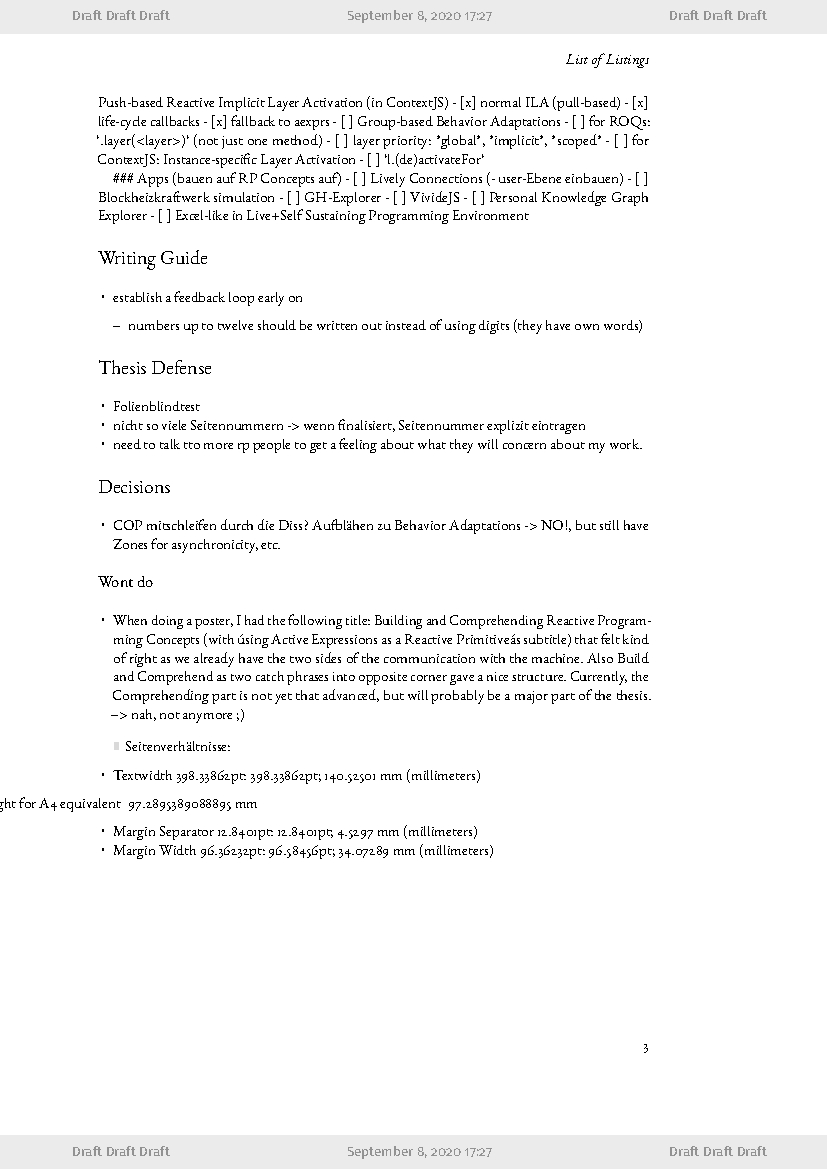 Draft Draft Draft September 8, 2020 17:27 Draft Draft Draft
List of Listings
Push-based Reactive Implicit Layer Activation (in ContextJS) - [x] normal ILA (pull-based) - [x]
life-cycle callbacks - [x] fallback to aexprs - [ ] Group-based Behavior Adaptations - [ ] for ROQs:
‘.layer(<layer>)‘ (not just one method) - [ ] layer priority: *global*, *implicit*, *scoped* - [ ] for
ContextJS: Instance-specific Layer Activation - [ ] ‘l.(de)activateFor‘
### Apps (bauen auf RP Concepts auf) - [ ] Lively Connections (- user-Ebene einbauen) - [ ]
Blockheizkraftwerk simulation - [ ] GH-Explorer - [ ] VivideJS - [ ] Personal Knowledge Graph
Explorer - [ ] Excel-like in Live+Self Sustaining Programming Environment
Writing Guide
• establish a feedback loop early on
– numbers up to twelve should be written out instead of using digits (they have own words)
Thesis Defense
• Folienblindtest
• nicht so viele Seitennummern -> wenn finalisiert, Seitennummer explizit eintragen
• need to talk tto more rp people to get a feeling about what they will concern about my work.
Decisions
• COP mitschleifen durch die Diss? Aufblähen zu Behavior Adaptations -> NO!, but still have
Zones for asynchronicity, etc.
Wont do
• When doing a poster, I had the following title: Building and Comprehending Reactive Program-
ming Concepts (with úsing Active Expressions as a Reactive Primitiveás subtitle) that felt kind
of right as we already have the two sides of the communication with the machine. Also Build
and Comprehend as two catch phrases into opposite corner gave a nice structure. Currently, the
Comprehending part is not yet that advanced, but will probably be a major part of the thesis.
–> nah, not anymore ;)
Seitenverhältnisse:
• Textwidth 398.33862pt: 398.33862pt; 140.52501 mm (millimeters)
ght for A4 equivalent 97.2895389088895 mm
• Margin Separator 12.8401pt: 12.8401pt; 4.5297 mm (millimeters)
• Margin Width 96.36232pt: 96.58456pt; 34.07289 mm (millimeters)
3
Draft Draft Draft September 8, 2020 17:27 Draft Draft Draft